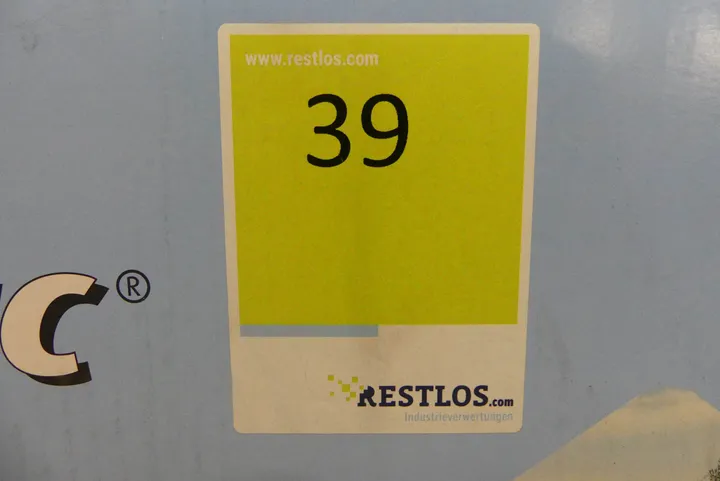 www.restlos.com
39
C®
RESTLOS.com
Industrieverwertungen